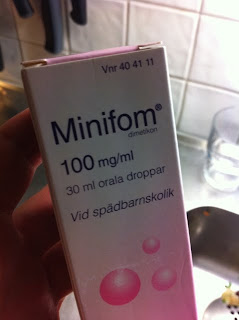 Vnr 40 41 11
Minifom®
dimetikon
100 mg/ml
30 ml orala droppar
Vid spädbarnskolik